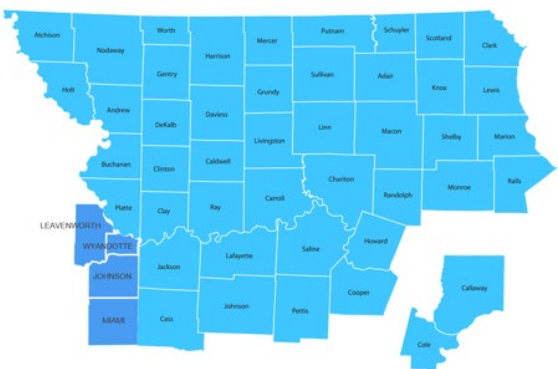 Atchison
Nodaway
Worth
Harrison
Mercer
Putnam
Schuyler
Scotland
Clark
Holt
Gentry
Grundy
Sullivan
Adair
Knox
Lewis
Andrew
DeKalb
Daviess
Livingston
Linn
Macon
Shelby
Marion
Buchanan
Clinton
Caldwell
Chariton
Randolph
Monroe
Ralls
Platte
Clay
Ray
Carroll
LEAVENWORTH
WYANDOTTE
Jackson
Lafayette
Saline
Howard
JOHNSON
Cooper
Callaway
MIAMI
Cass
Johnson
Pettis
Cole